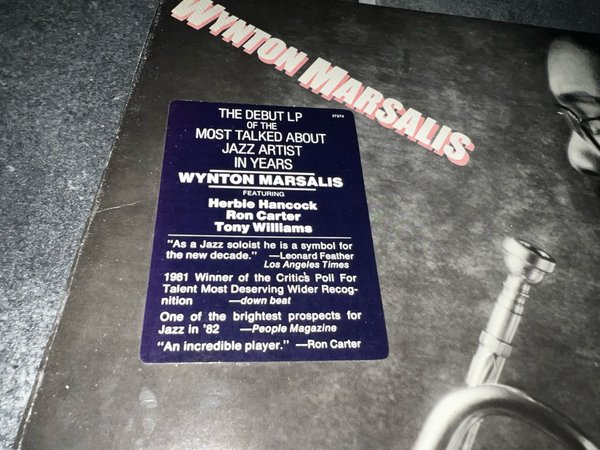 WYNTON MARSALIS
37574
THE DEBUT LP
OF THE
MOST TALKED ABOUT
JAZZ ARTIST
IN YEARS
WYNTON MARSALIS
FEATURING
Herbie Hancock
Ron Carter
Tony Williams
“As a Jazz soloist he is a symbol for
the new decade.” —Leonard Feather
Los Angeles Times
1981 Winner of the Critics Poll For
Talent Most Deserving Wider Recog-
nition —down beat
One of the brightest prospects for
Jazz in '82 —People Magazine
“An incredible player.” —Ron Carter